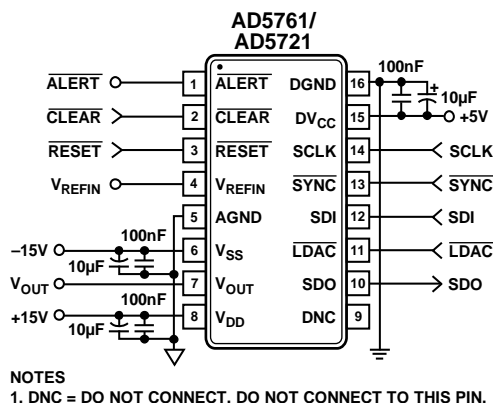 AD5761/
AD5721
ALERT
CLEAR
RESET
VREFIN
–15V
100nF
10µF
VOUT
100nF
+15V
10µF
1 ALERT
2 CLEAR
3 RESET
4 VREFIN
5 AGND
6 VSS
7 VOUT
8 VDD
DGND 16
DVCC 15
SCLK 14
SYNC 13
SDI 12
LDAC 11
SDO 10
DNC 9
100nF
+
10µF
+5V
SCLK
SYNC
SDI
LDAC
SDO
NOTES
1. DNC = DO NOT CONNECT. DO NOT CONNECT TO THIS PIN.